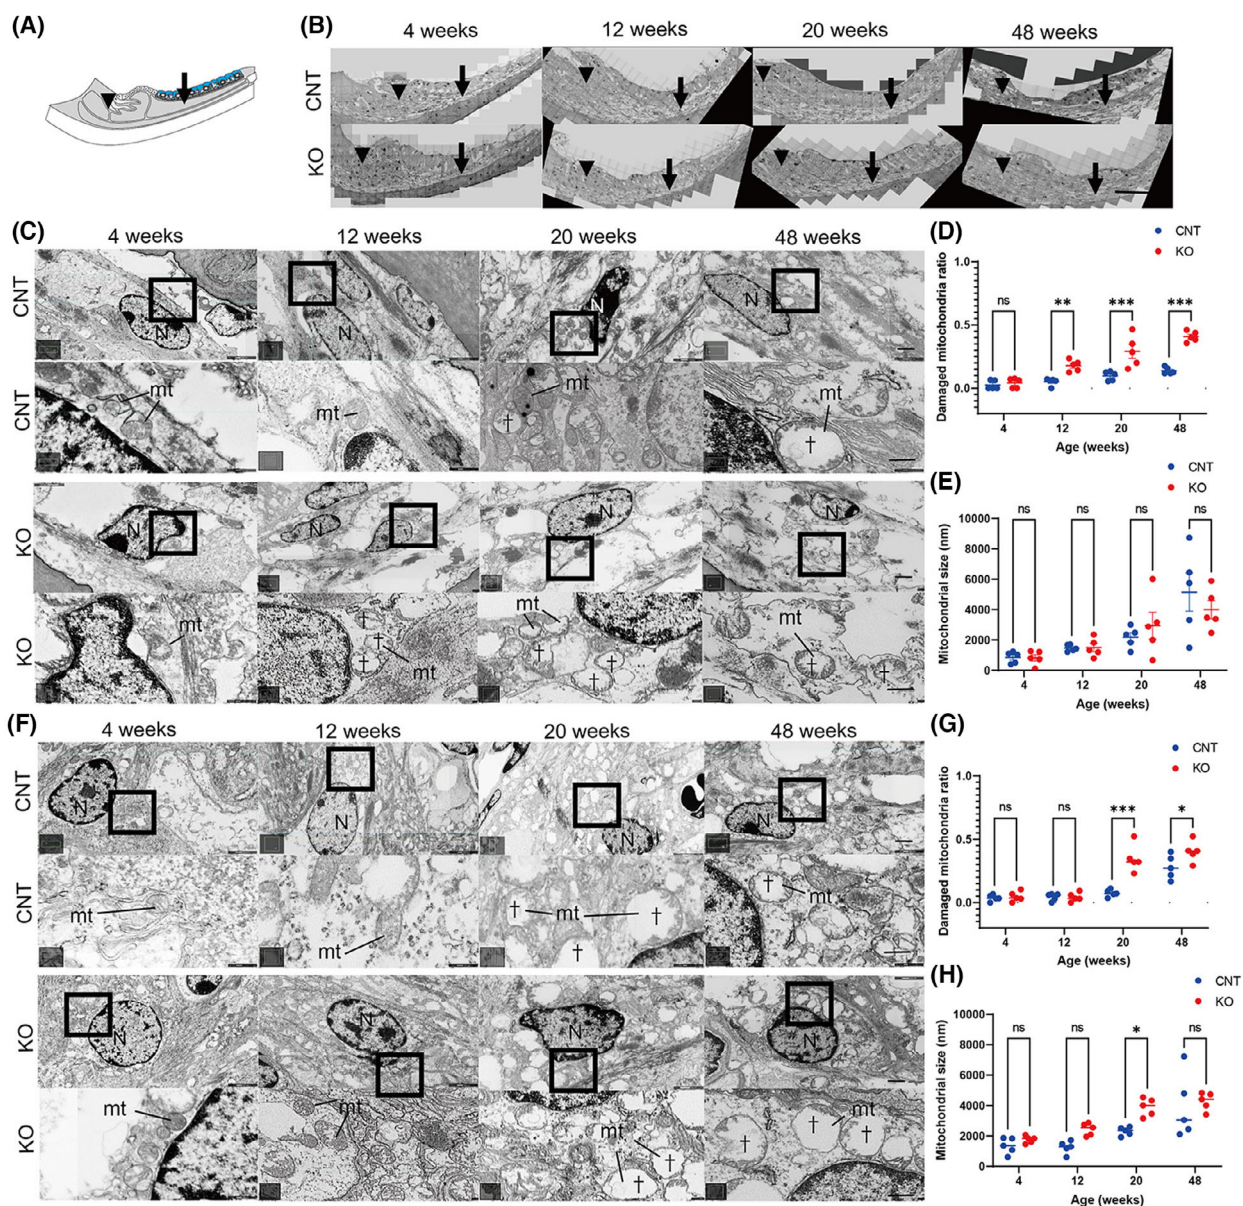 (A)
(B)
4 weeks 12 weeks 20 weeks 48 weeks
CNT
KO
(C)
4 weeks 12 weeks 20 weeks 48 weeks
CNT
N N N N
CNT
mt mt mt mt
† †
KO
N N N
KO
mt mt mt mt
† † † † † † † †
(D)
CNT
KO
Damaged mitochondria ratio
1.0
0.5
0.0
ns ** *** ***
4 12 20 48
Age (weeks)
(E)
CNT
KO
Mitochondrial size (nm)
10000
8000
6000
4000
2000
0
ns ns ns ns
4 12 20 48
Age (weeks)
(F)
4 weeks 12 weeks 20 weeks 48 weeks
CNT
N N N N
CNT
mt mt mt mt
† † † †
KO
N N N N
KO
mt mt mt mt
† † † † †
(G)
CNT
KO
Damaged mitochondria ratio
1.0
0.5
0.0
ns ns *** *
4 12 20 48
Age (weeks)
(H)
CNT
KO
Mitochondrial size (nm)
10000
8000
6000
4000
2000
0
ns ns * ns
4 12 20 48
Age (weeks)